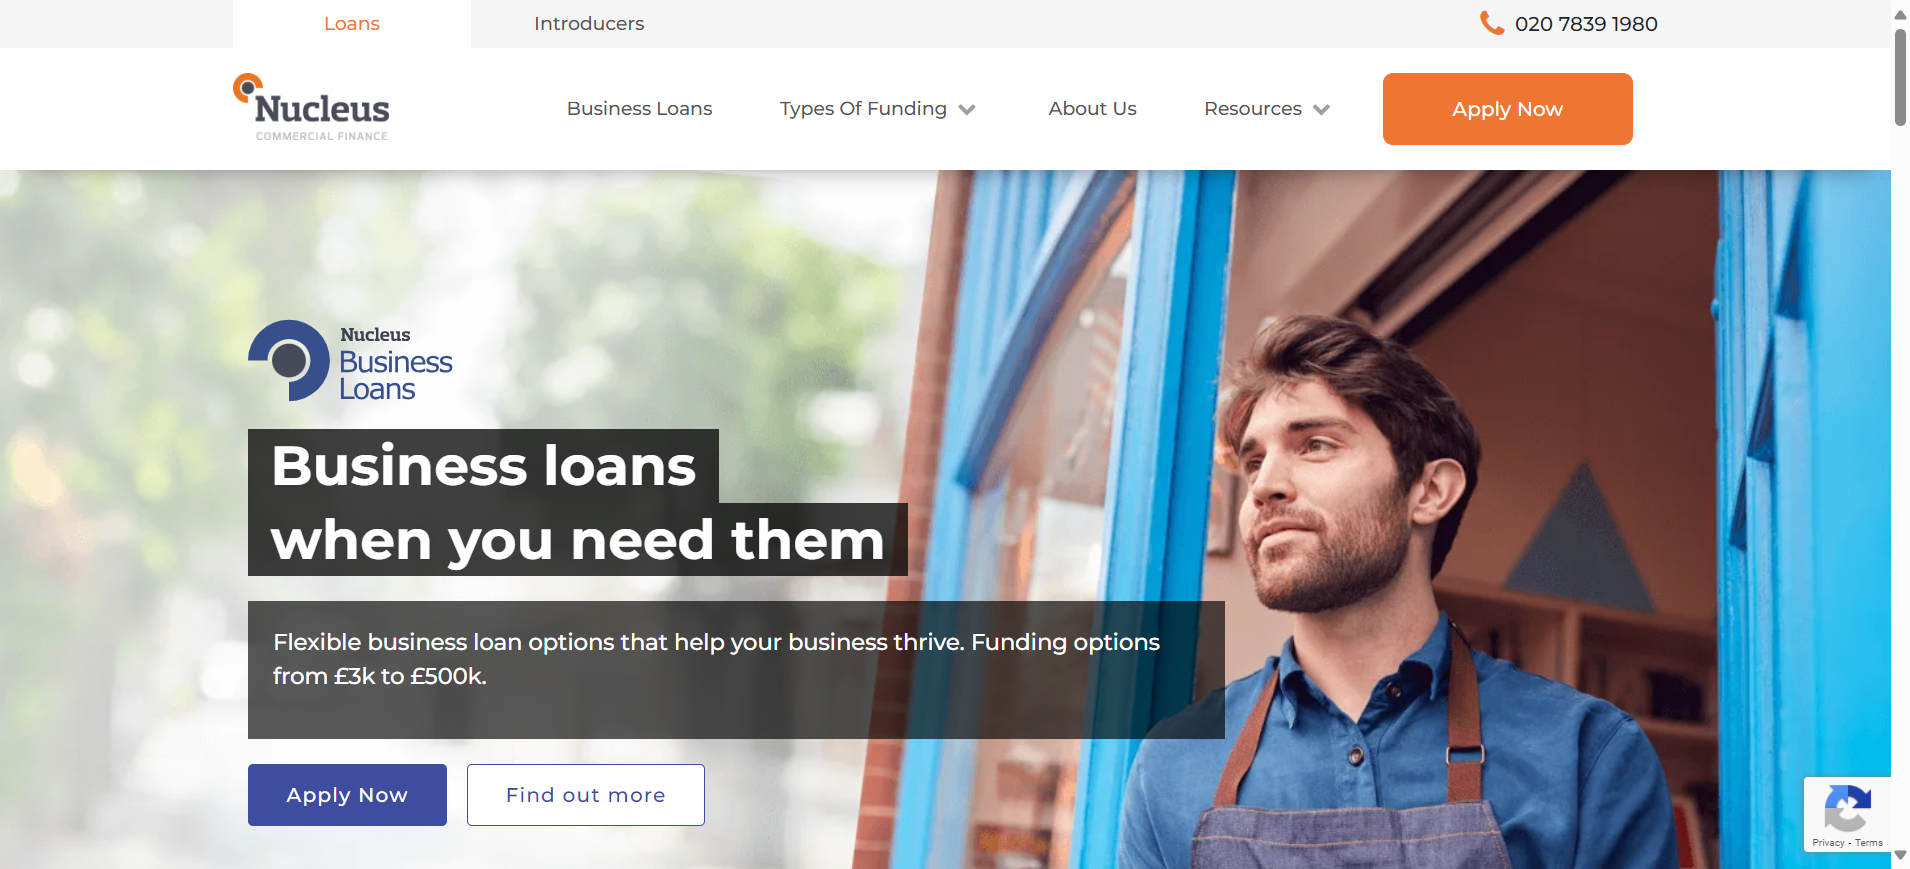 Loans
Introducers
020 7839 1980
Nucleus
COMMERCIAL FINANCE
Business Loans
Types Of Funding
About Us
Resources
Apply Now
Nucleus
Business
Loans
Business loans
when you need them
Flexible business loan options that help your business thrive. Funding options
from £3k to £500k.
Apply Now
Find out more
Privacy - Terms